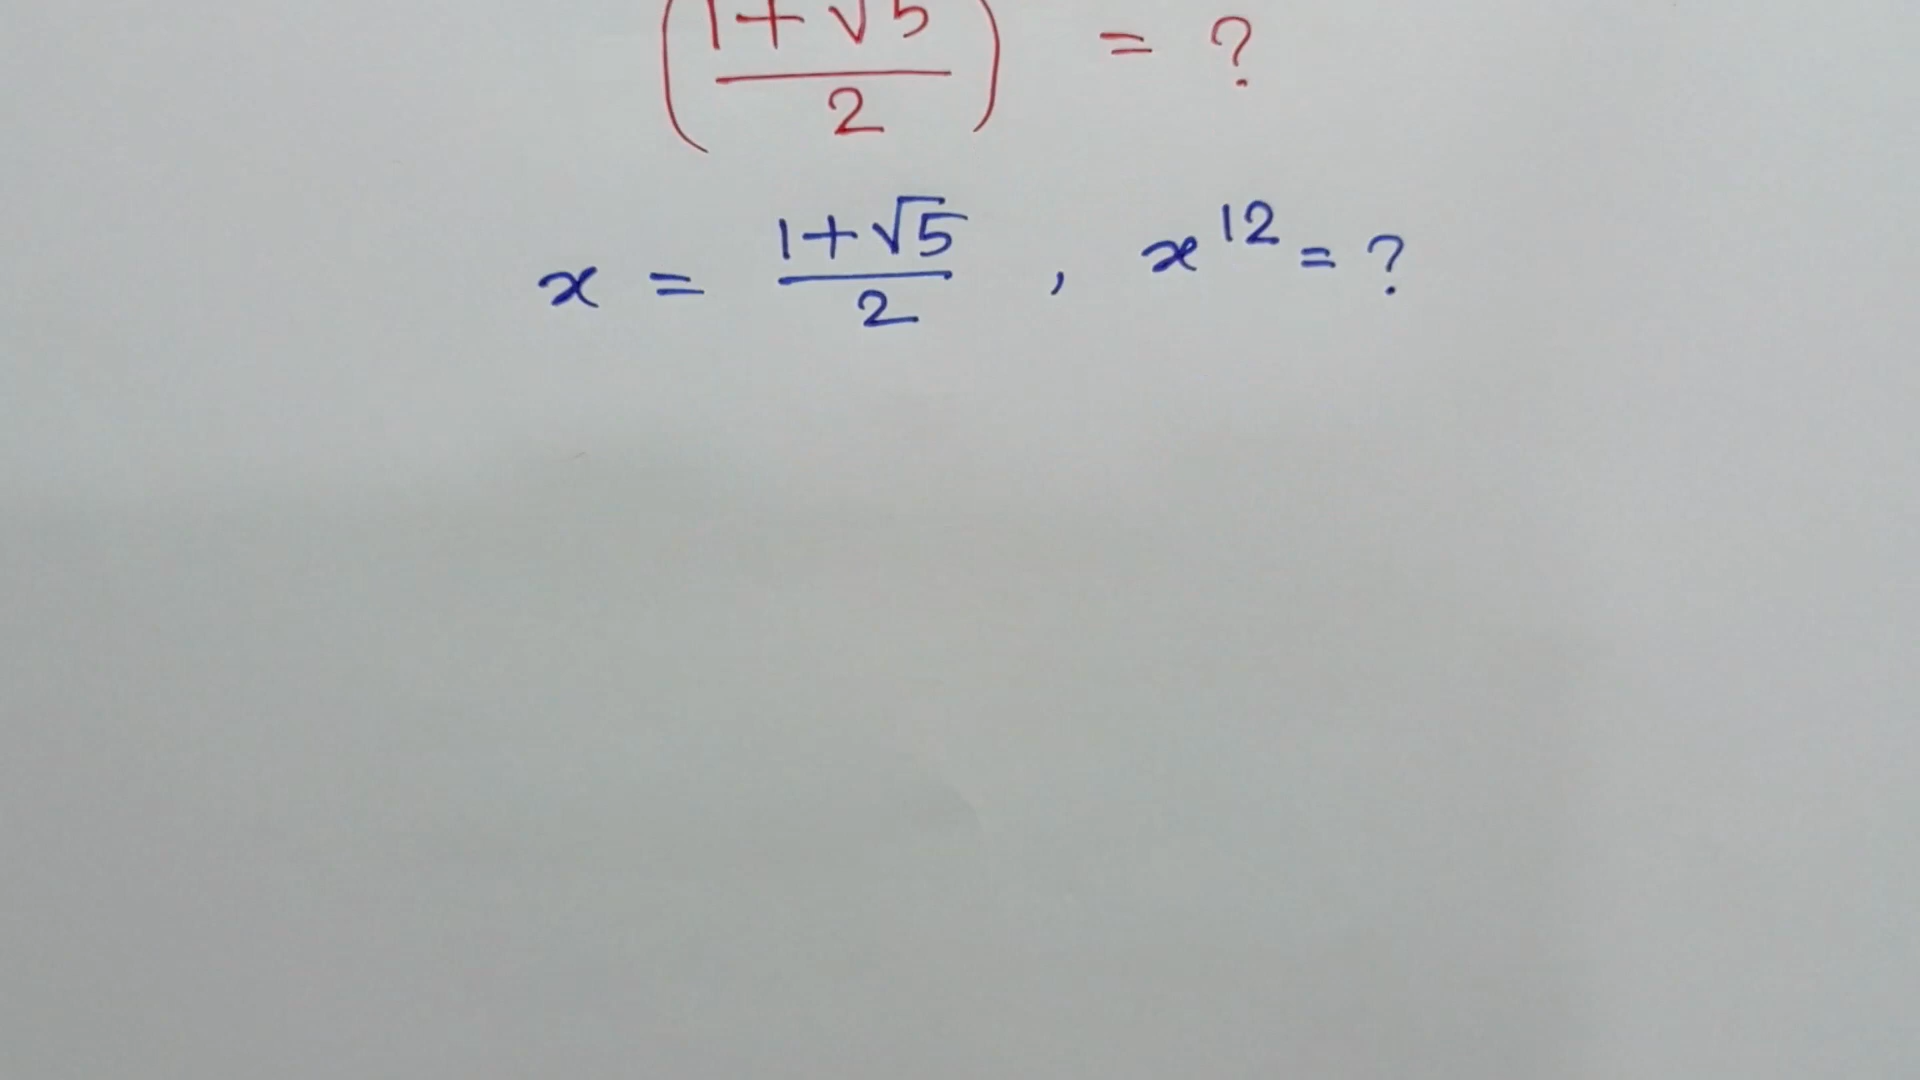 (1+√5/2) = ?
x = 1+√5/2 , x¹² = ?